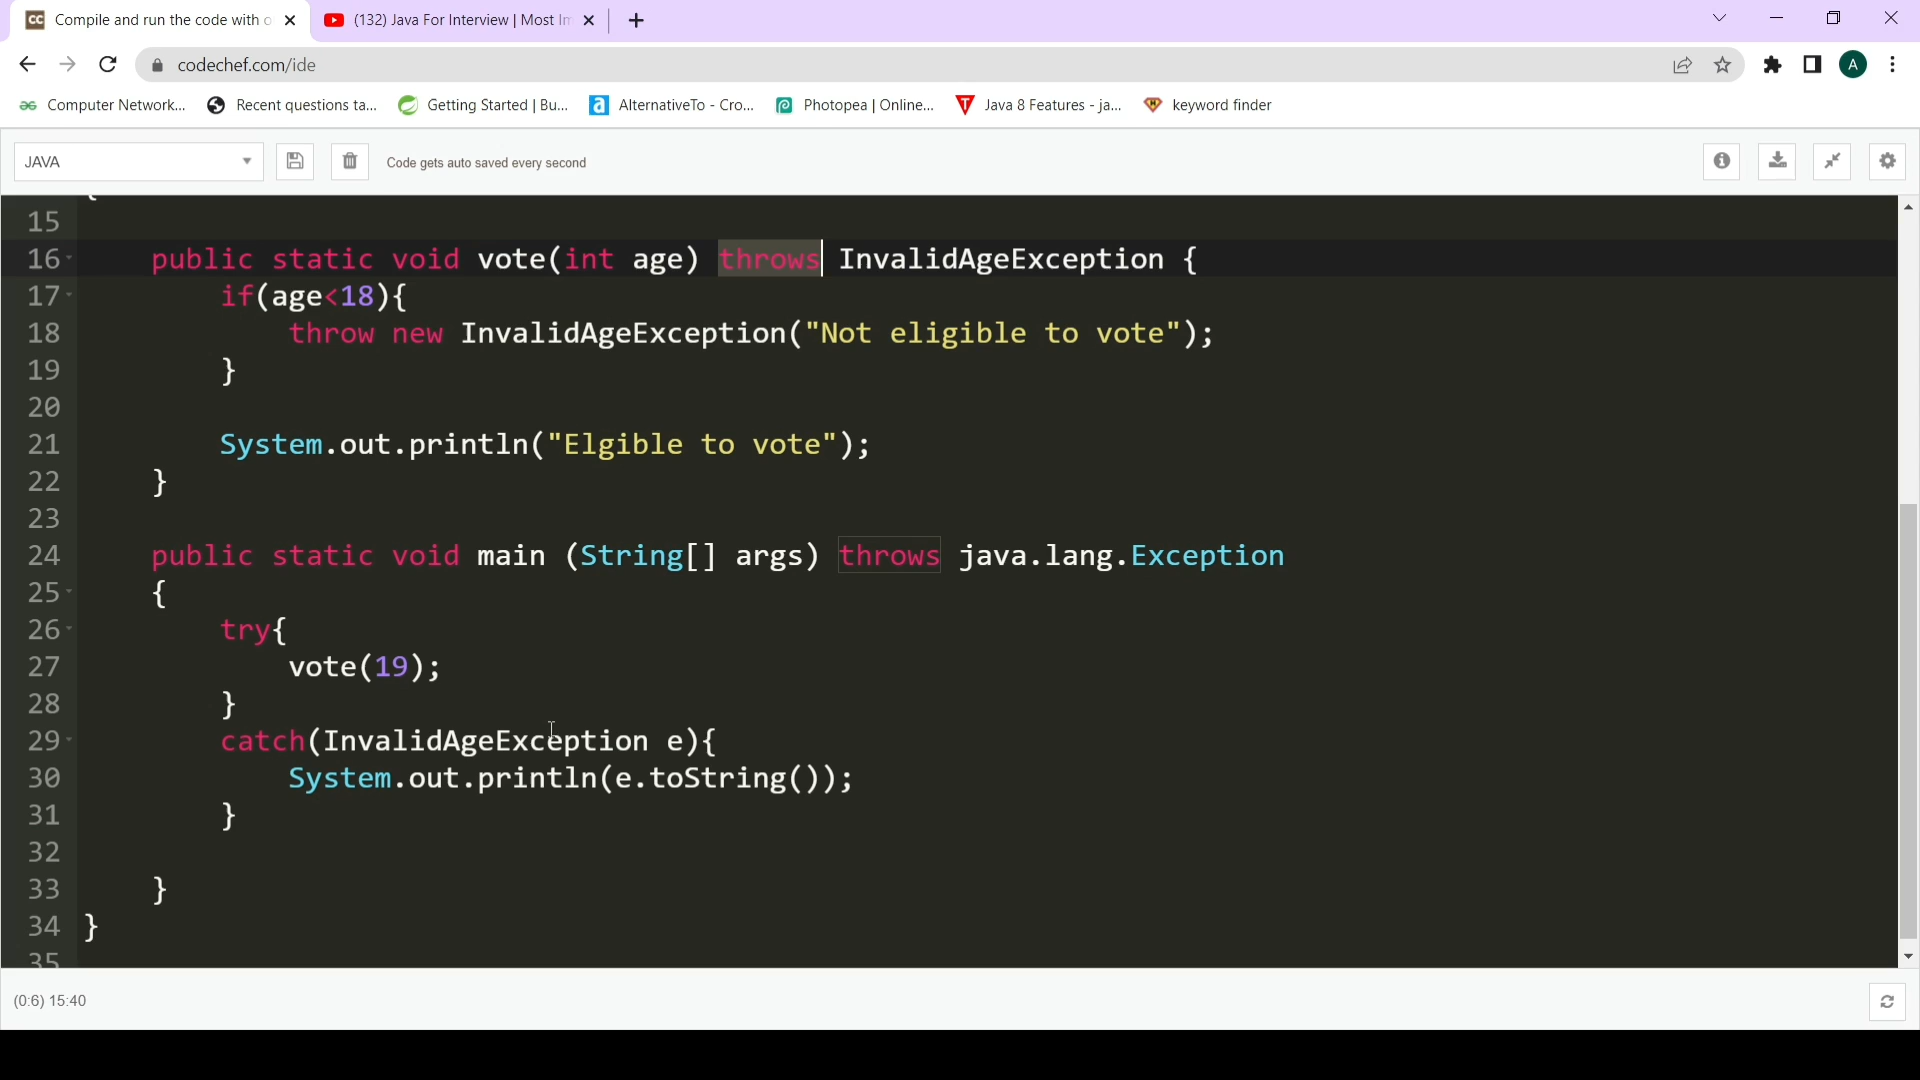 CC Compile and run the code with o
(132) Java For Interview | Most Im
codechef.com/ide
A
Computer Network... Recent questions ta... Getting Started | Bu... a AlternativeTo - Cro... Photopea | Online... T Java 8 Features - ja... keyword finder
JAVA Code gets auto saved every second
{
15
16 public static void vote(int age) throws InvalidAgeException {
17 if(age<18){
18 throw new InvalidAgeException("Not eligible to vote");
19 }
20
21 System.out.println("Elgible to vote");
22 }
23
24 public static void main (String[] args) throws java.lang.Exception
25 {
26 try{
27 vote(19);
28 }
29 catch(InvalidAgeException e){
30 System.out.println(e.toString());
31 }
32
33 }
34 }
35
(0:6) 15:40